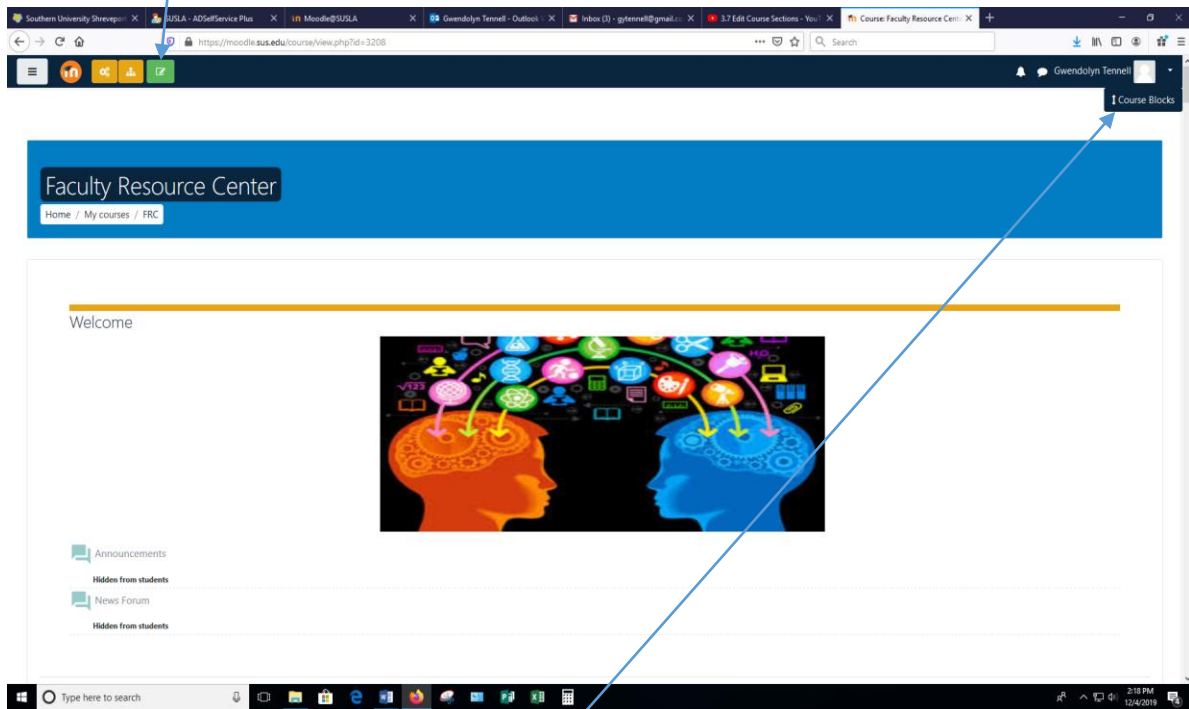 Southern University Shrevepor
SUSLA - ADSelfService Plus
Moodle@SUSLA
Gwendolyn Tennell - Outlook
Inbox (3) - gytennell@gmail.co
3.7 Edit Course Sections - You
Course: Faculty Resource Cent
https://moodle.sus.edu/course/view.php?id=3208
Search
Gwendolyn Tennell
Course Blocks
Faculty Resource Center
Home / My courses / FRC
Welcome
√123
H₂O
Announcements
Hidden from students
News Forum
Hidden from students
Type here to search
2:18 PM
12/4/2019